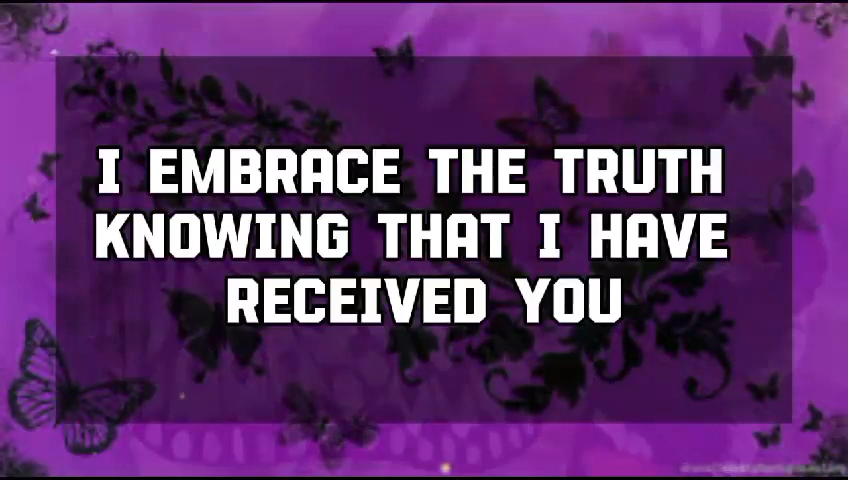 I EMBRACE THE TRUTH
KNOWING THAT I HAVE
RECEIVED YOU